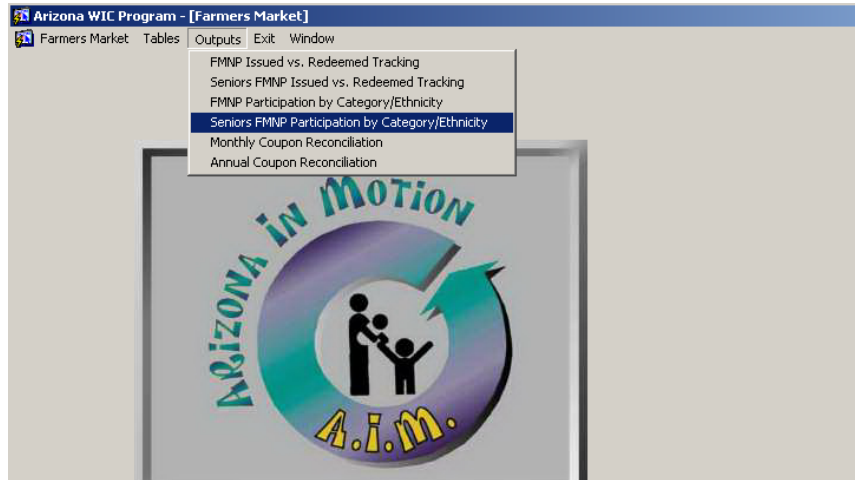 Arizona WIC Program - [Farmers Market]
Farmers Market Tables Outputs Exit Window
FMNP Issued vs. Redeemed Tracking
Seniors FMNP Issued vs. Redeemed Tracking
FMNP Participation by Category/Ethnicity
Seniors FMNP Participation by Category/Ethnicity
Monthly Coupon Reconciliation
Annual Coupon Reconciliation
ARiZONA iN MOTiON
A.i.M.